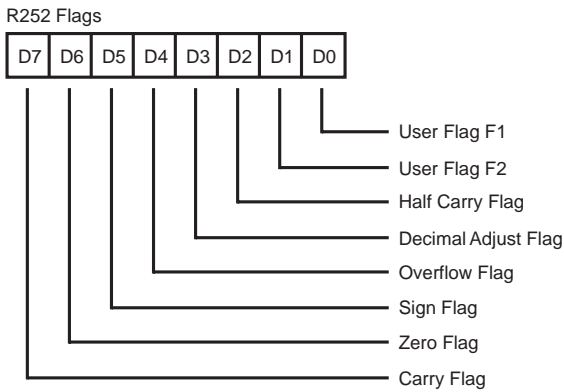 R252 Flags
D7 D6 D5 D4 D3 D2 D1 D0
User Flag F1
User Flag F2
Half Carry Flag
Decimal Adjust Flag
Overflow Flag
Sign Flag
Zero Flag
Carry Flag